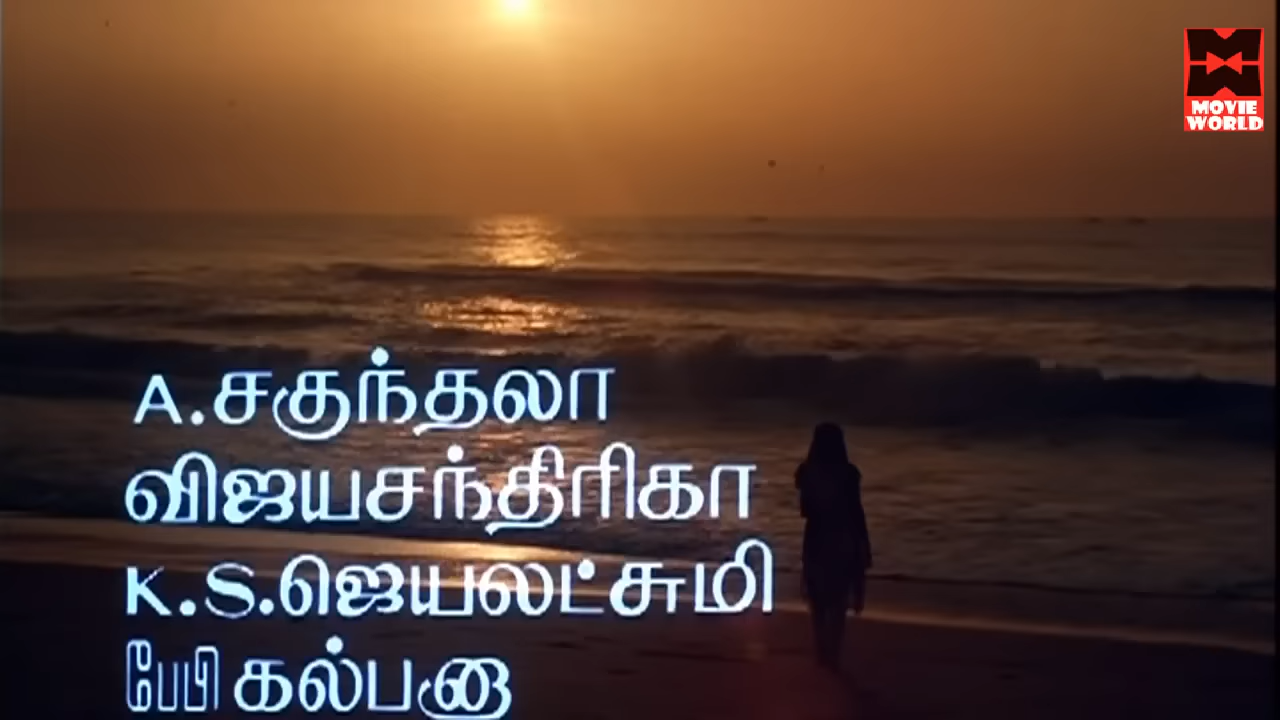 MOVIE
WORLD
A.சகுந்தலா
விஜயசந்திரிகா
K.S.ஜெயலட்சுமி
பேபி கல்பனா